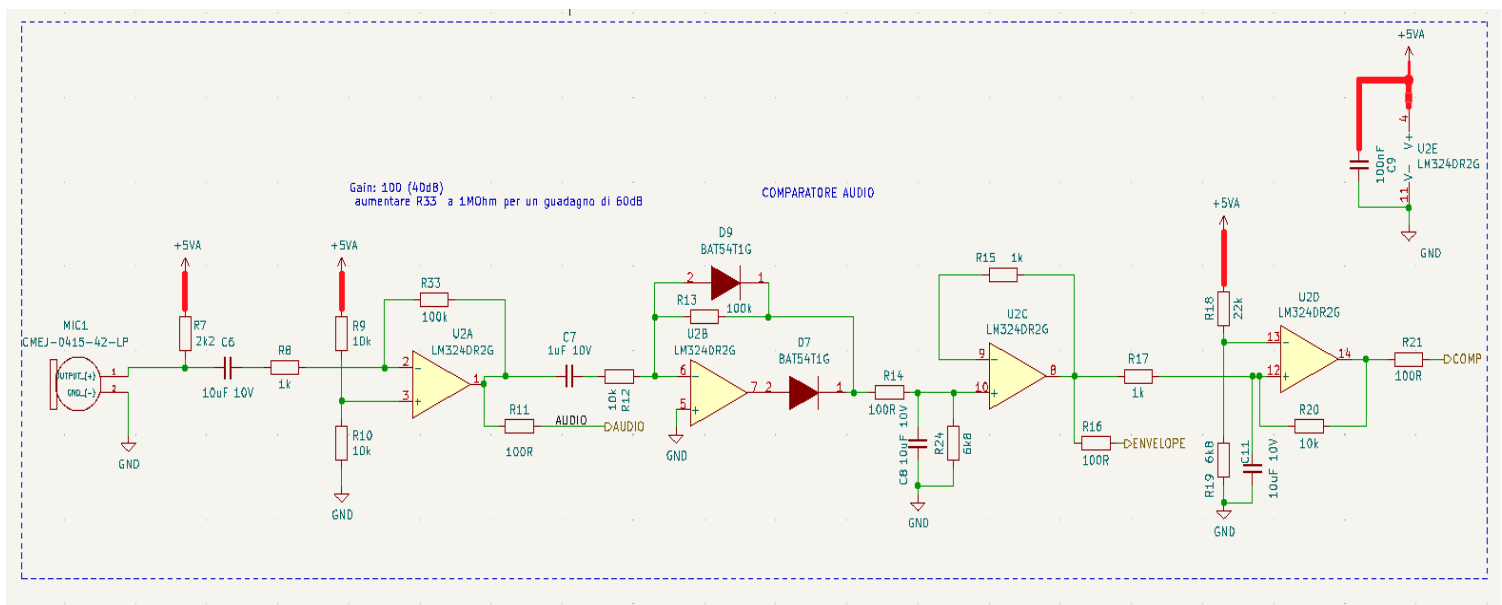 +5VA
4
V+
U2E
LM324DR2G
100nF
C9
V-
11
GND
Gain: 100 (40dB)
aumentare R33 a 1MOhm per un guadagno di 60dB
COMPARATORE AUDIO
+5VA
+5VA
+5VA
MIC1
CMEJ-0415-42-LP
OUTPUT_(+)
1
GND_(-)
2
GND
R7
2k2
C6
10uF 10V
R8
1k
R9
10k
R10
10k
GND
R33
100k
U2A
LM324DR2G
2
3
1
R11
100R
AUDIO
AUDIO
C7
1uF 10V
10k
R12
D9
BAT54T1G
2
1
R13
100k
U2B
LM324DR2G
6
5
7
GND
D7
BAT54T1G
2
1
R14
100R
C8 10uF 10V
R24
6k8
GND
R15 1k
U2C
LM324DR2G
9
10
8
R16
100R
ENVELOPE
R17
1k
R18
22k
R19 6k8
C11
10uF 10V
GND
U2D
LM324DR2G
13
12
14
R20
10k
R21
100R
COMP